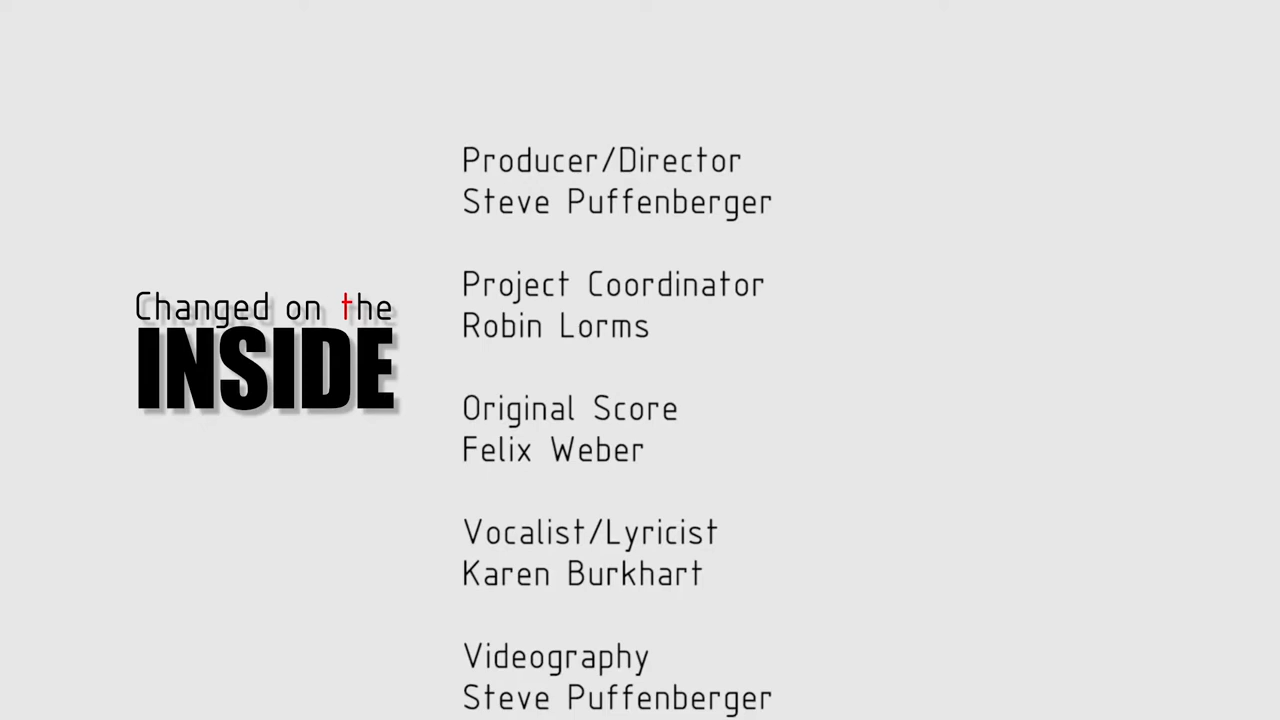 Changed on the
INSIDE
Producer/Director
Steve Puffenberger
Project Coordinator
Robin Lorms
Original Score
Felix Weber
Vocalist/Lyricist
Karen Burkhart
Videography
Steve Puffenberger